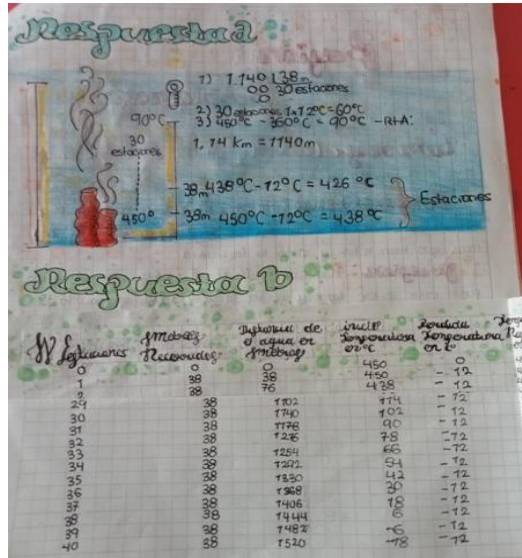 Respuesta a
1) 1.140 L38m
00 30 estaciones
0
2) 30 estaciones 1x12°C=60°C
3) 450°C - 360°C = 90°C -RtA:
90°C
30
estaciones
1,14 km = 1140m
38m 438°C-12°C = 426°C
Estaciones
450°
38m 450°C -12°C = 438°C
Respuesta b
Nº Estaciones
metros
Recorridos
Distancia de
agua en
metros
inicio
Temperatura
en °C
Perdida
Temperatura
en °
0 0 0 450 0
1 38 38 450 -12
2 38 76 438 -12
29 38 1102 114 -12
30 38 1140 102 -12
31 38 1178 90 -12
32 38 1216 78 -12
33 38 1254 66 -12
34 38 1292 54 -12
35 38 1330 42 -12
36 38 1368 30 -12
37 38 1406 18 -12
38 38 1444 6 -12
39 38 1482 -6 -12
40 38 1520 -18 -12